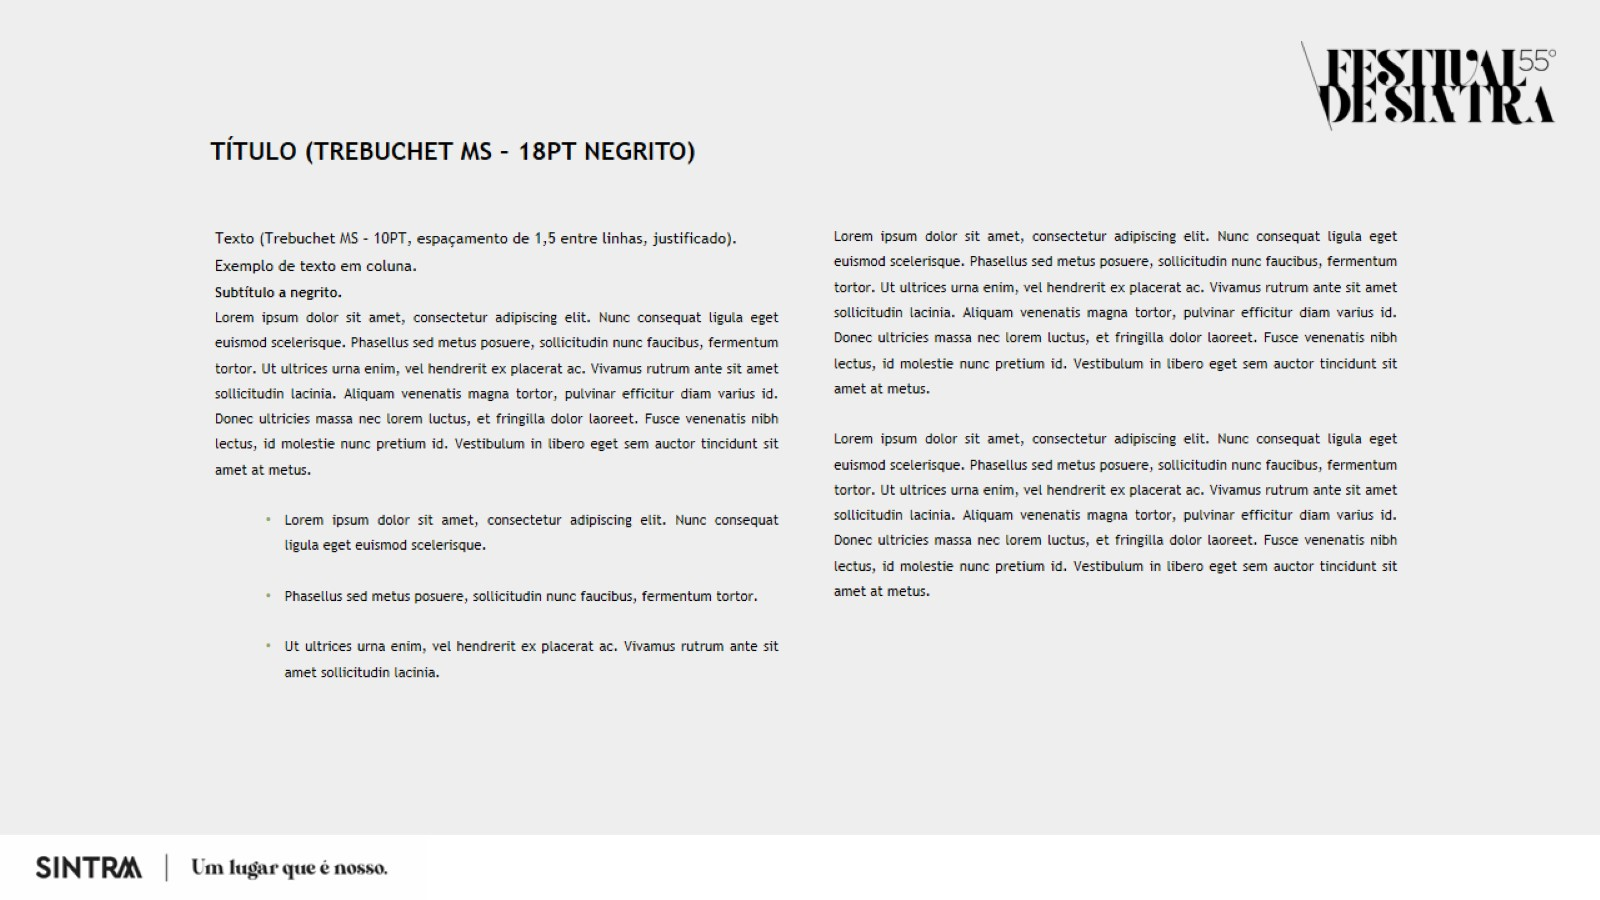 FESTIVAL 55º
DE SINTRA
TÍTULO (TREBUCHET MS – 18PT NEGRITO)
Texto (Trebuchet MS - 10PT, espaçamento de 1,5 entre linhas, justificado).
Exemplo de texto em coluna.
Subtítulo a negrito.
Lorem ipsum dolor sit amet, consectetur adipiscing elit. Nunc consequat ligula eget
euismod scelerisque. Phasellus sed metus posuere, sollicitudin nunc faucibus, fermentum
tortor. Ut ultrices urna enim, vel hendrerit ex placerat ac. Vivamus rutrum ante sit amet
sollicitudin lacinia. Aliquam venenatis magna tortor, pulvinar efficitur diam varius id.
Donec ultricies massa nec lorem luctus, et fringilla dolor laoreet. Fusce venenatis nibh
lectus, id molestie nunc pretium id. Vestibulum in libero eget sem auctor tincidunt sit
amet at metus.
• Lorem ipsum dolor sit amet, consectetur adipiscing elit. Nunc consequat
ligula eget euismod scelerisque.
• Phasellus sed metus posuere, sollicitudin nunc faucibus, fermentum tortor.
• Ut ultrices urna enim, vel hendrerit ex placerat ac. Vivamus rutrum ante sit
amet sollicitudin lacinia.
Lorem ipsum dolor sit amet, consectetur adipiscing elit. Nunc consequat ligula eget
euismod scelerisque. Phasellus sed metus posuere, sollicitudin nunc faucibus, fermentum
tortor. Ut ultrices urna enim, vel hendrerit ex placerat ac. Vivamus rutrum ante sit amet
sollicitudin lacinia. Aliquam venenatis magna tortor, pulvinar efficitur diam varius id.
Donec ultricies massa nec lorem luctus, et fringilla dolor laoreet. Fusce venenatis nibh
lectus, id molestie nunc pretium id. Vestibulum in libero eget sem auctor tincidunt sit
amet at metus.
Lorem ipsum dolor sit amet, consectetur adipiscing elit. Nunc consequat ligula eget
euismod scelerisque. Phasellus sed metus posuere, sollicitudin nunc faucibus, fermentum
tortor. Ut ultrices urna enim, vel hendrerit ex placerat ac. Vivamus rutrum ante sit amet
sollicitudin lacinia. Aliquam venenatis magna tortor, pulvinar efficitur diam varius id.
Donec ultricies massa nec lorem luctus, et fringilla dolor laoreet. Fusce venenatis nibh
lectus, id molestie nunc pretium id. Vestibulum in libero eget sem auctor tincidunt sit
amet at metus.
SINTRA | Um lugar que é nosso.